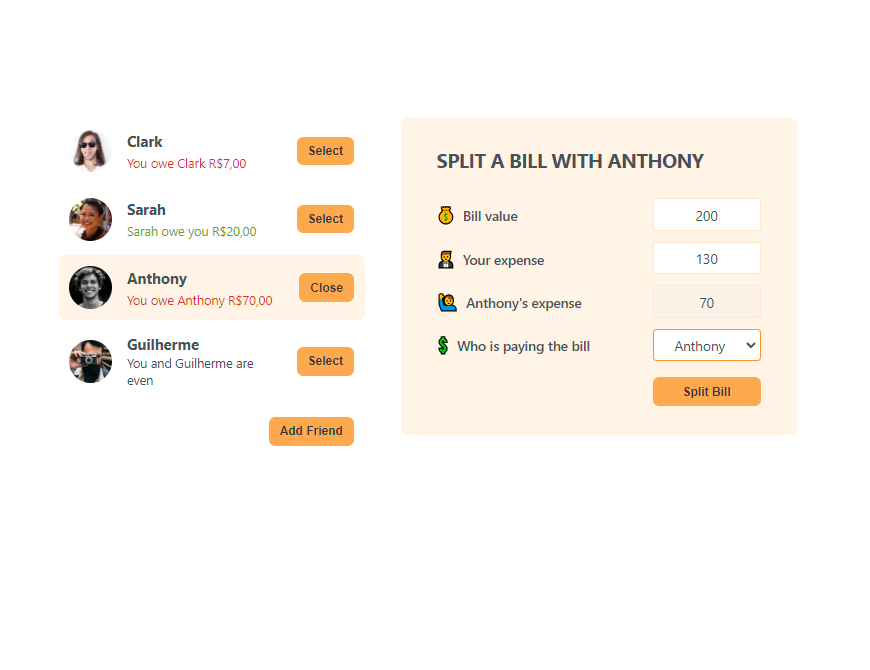 Clark
You owe Clark R$7,00
Select
Sarah
Sarah owe you R$20,00
Select
Anthony
You owe Anthony R$70,00
Close
Guilherme
You and Guilherme are
even
Select
Add Friend
SPLIT A BILL WITH ANTHONY
Bill value
200
Your expense
130
Anthony's expense
70
Who is paying the bill
Anthony
Split Bill